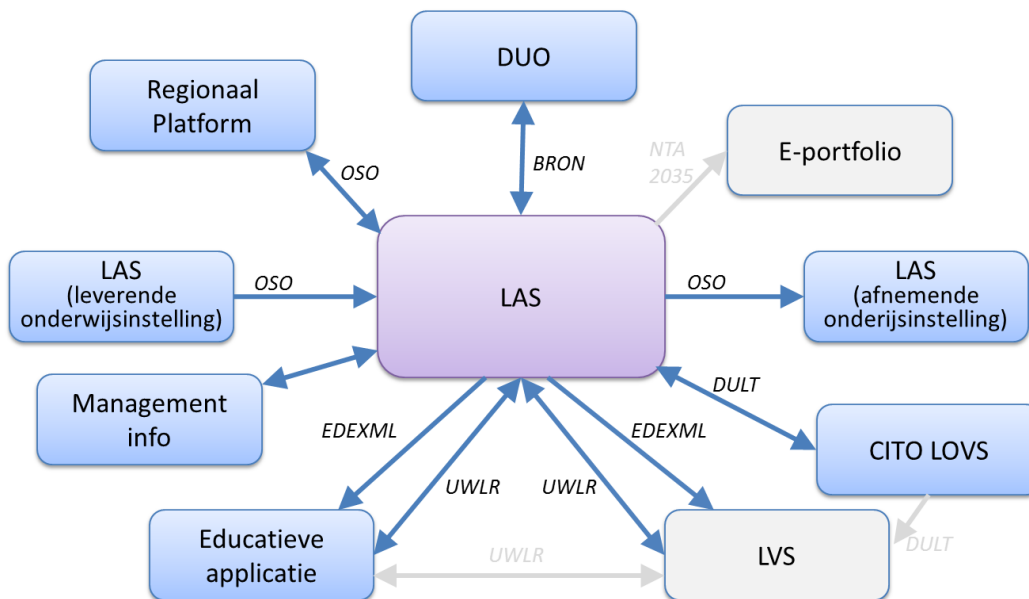 DUO
Regionaal
Platform
E-portfolio
NTA
2035
OSO
BRON
LAS
(leverende
onderwijsinstelling)
OSO
LAS
OSO
LAS
(afnemende
onderijsinstelling)
Management
info
DULT
EDEXML
EDEXML
CITO LOVS
UWLR
UWLR
Educatieve
applicatie
UWLR
LVS
DULT